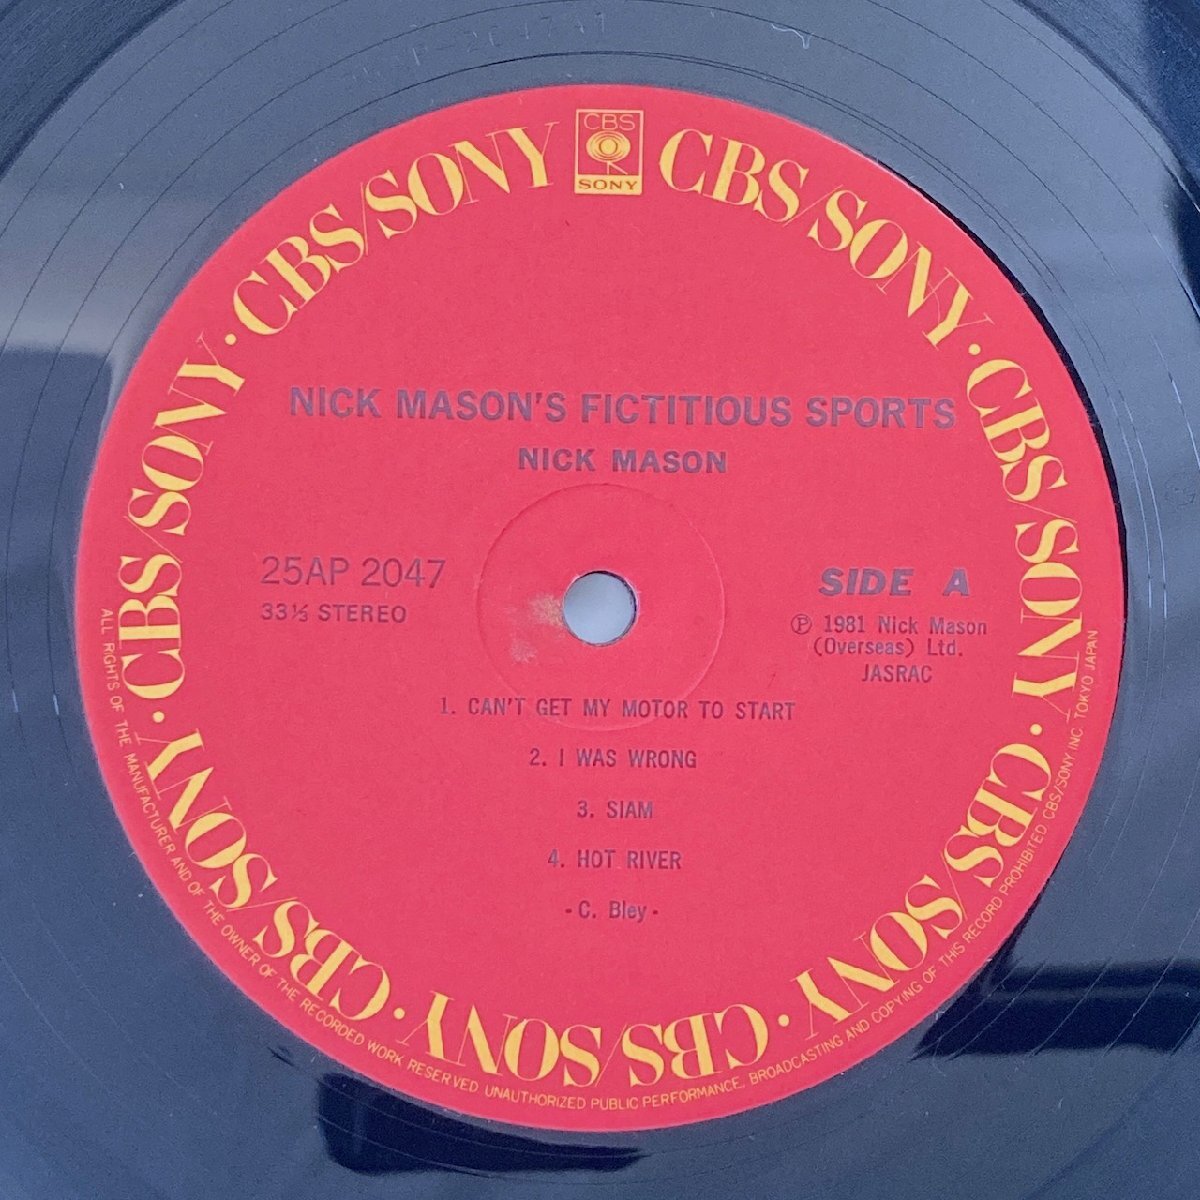 CBS
SONY
CBS/SONY · CBS/SONY · CBS/SONY · CBS/SONY · CBS/SONY · CBS/SONY · CBS/SONY · CBS/SONY · CBS/SONY · CBS/SONY
NICK MASON'S FICTITIOUS SPORTS
NICK MASON
25AP 2047
33⅓ STEREO
SIDE A
Ⓟ 1981 Nick Mason
(Overseas) Ltd.
JASRAC
1. CAN'T GET MY MOTOR TO START
2. I WAS WRONG
3. SIAM
4. HOT RIVER
- C. Bley -
ALL RIGHTS OF THE MANUFACTURER AND OF THE OWNER OF THE RECORDED WORK RESERVED UNAUTHORIZED PUBLIC PERFORMANCE, BROADCASTING AND COPYING OF THIS RECORD PROHIBITED CBS/SONY INC. TOKYO JAPAN